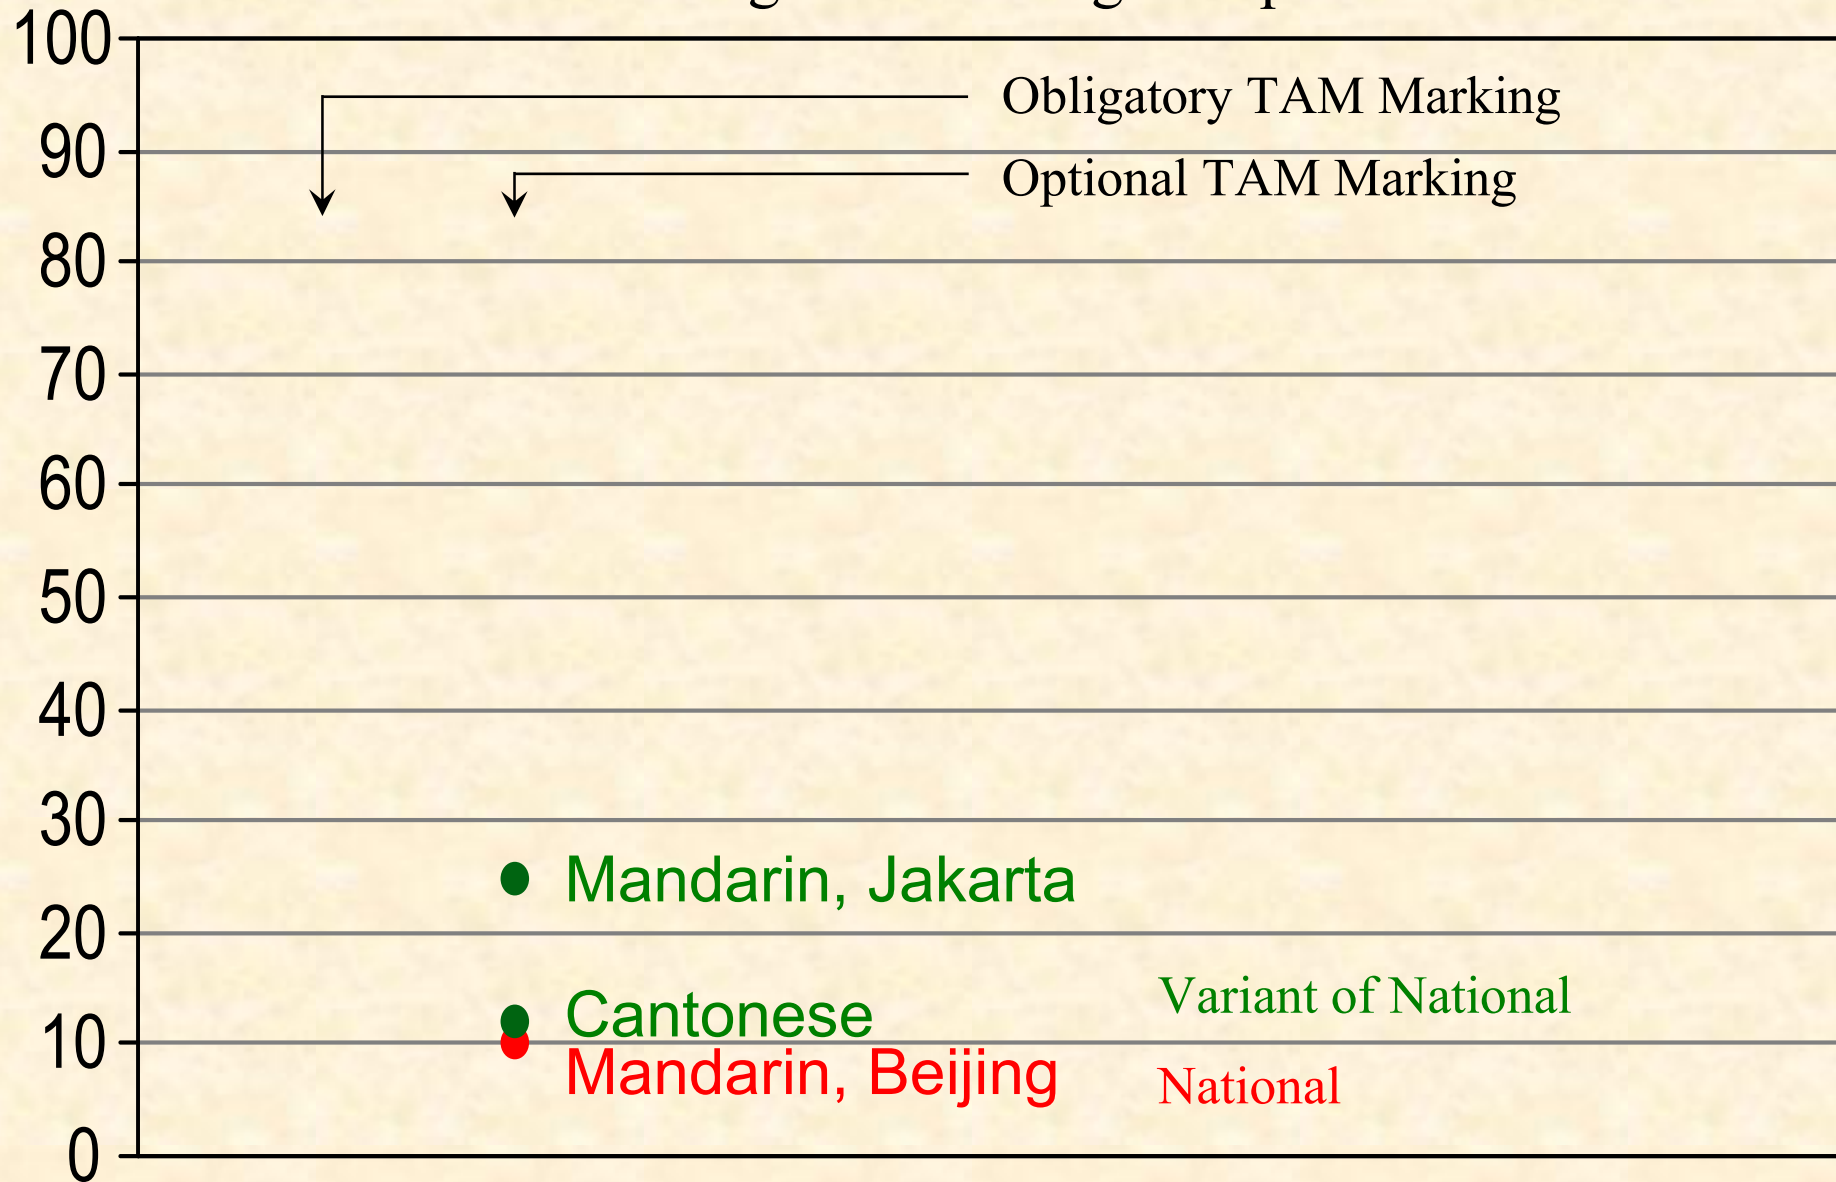 100
Obligatory TAM Marking
90
Optional TAM Marking
80
70
60
50
40
30
Mandarin, Jakarta
20
Variant of National
Cantonese
10
Mandarin, Beijing
National
0